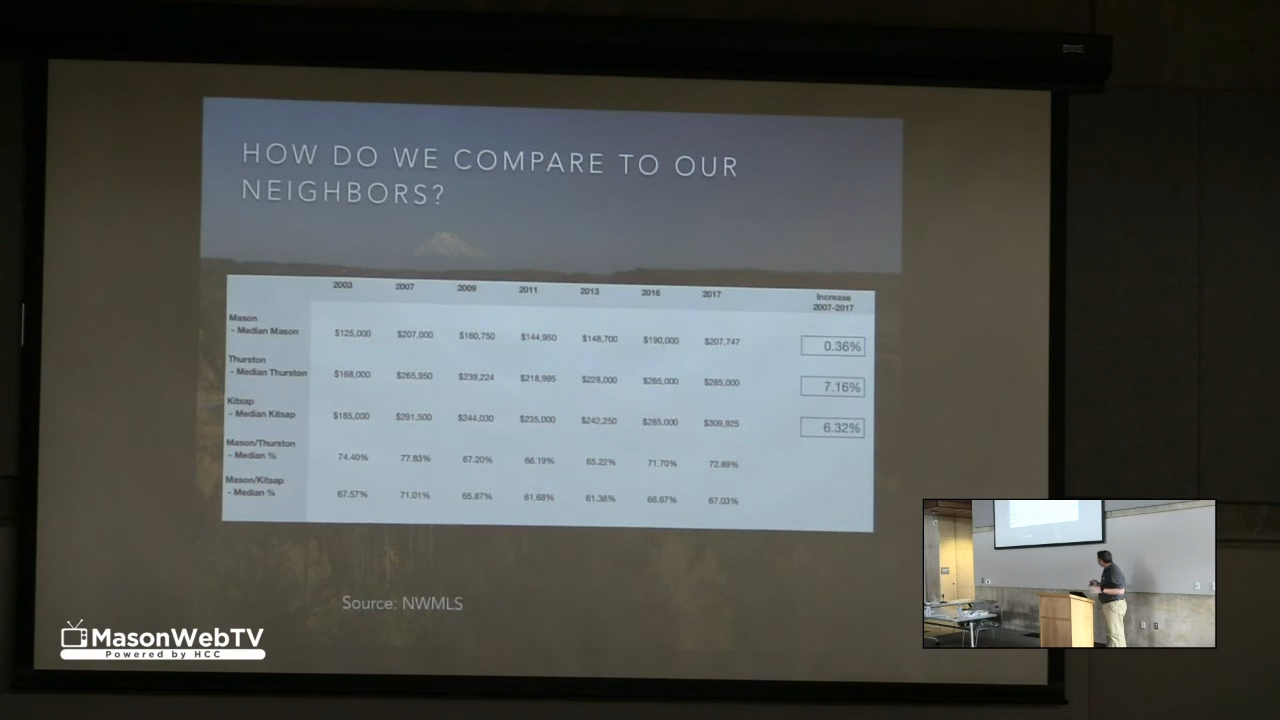 HOW DO WE COMPARE TO OUR
NEIGHBORS?
2003 2007 2009 2011 2013 2016 2017 Increase
2007-2017
Mason
- Median Mason $125,000 $207,000 $160,750 $144,950 $148,700 $190,000 $207,747 0.36%
Thurston
- Median Thurston $168,000 $265,950 $239,224 $218,995 $228,000 $265,000 $285,000 7.16%
Kitsap
- Median Kitsap $185,000 $291,500 $244,030 $235,000 $242,250 $285,000 $309,925 6.32%
Mason/Thurston
- Median % 74.40% 77.83% 67.20% 66.19% 65.22% 71.70% 72.89%
Mason/Kitsap
- Median % 67.57% 71.01% 65.87% 61.68% 61.38% 66.67% 67.03%
Source: NWMLS
MasonWebTV
Powered by HCC